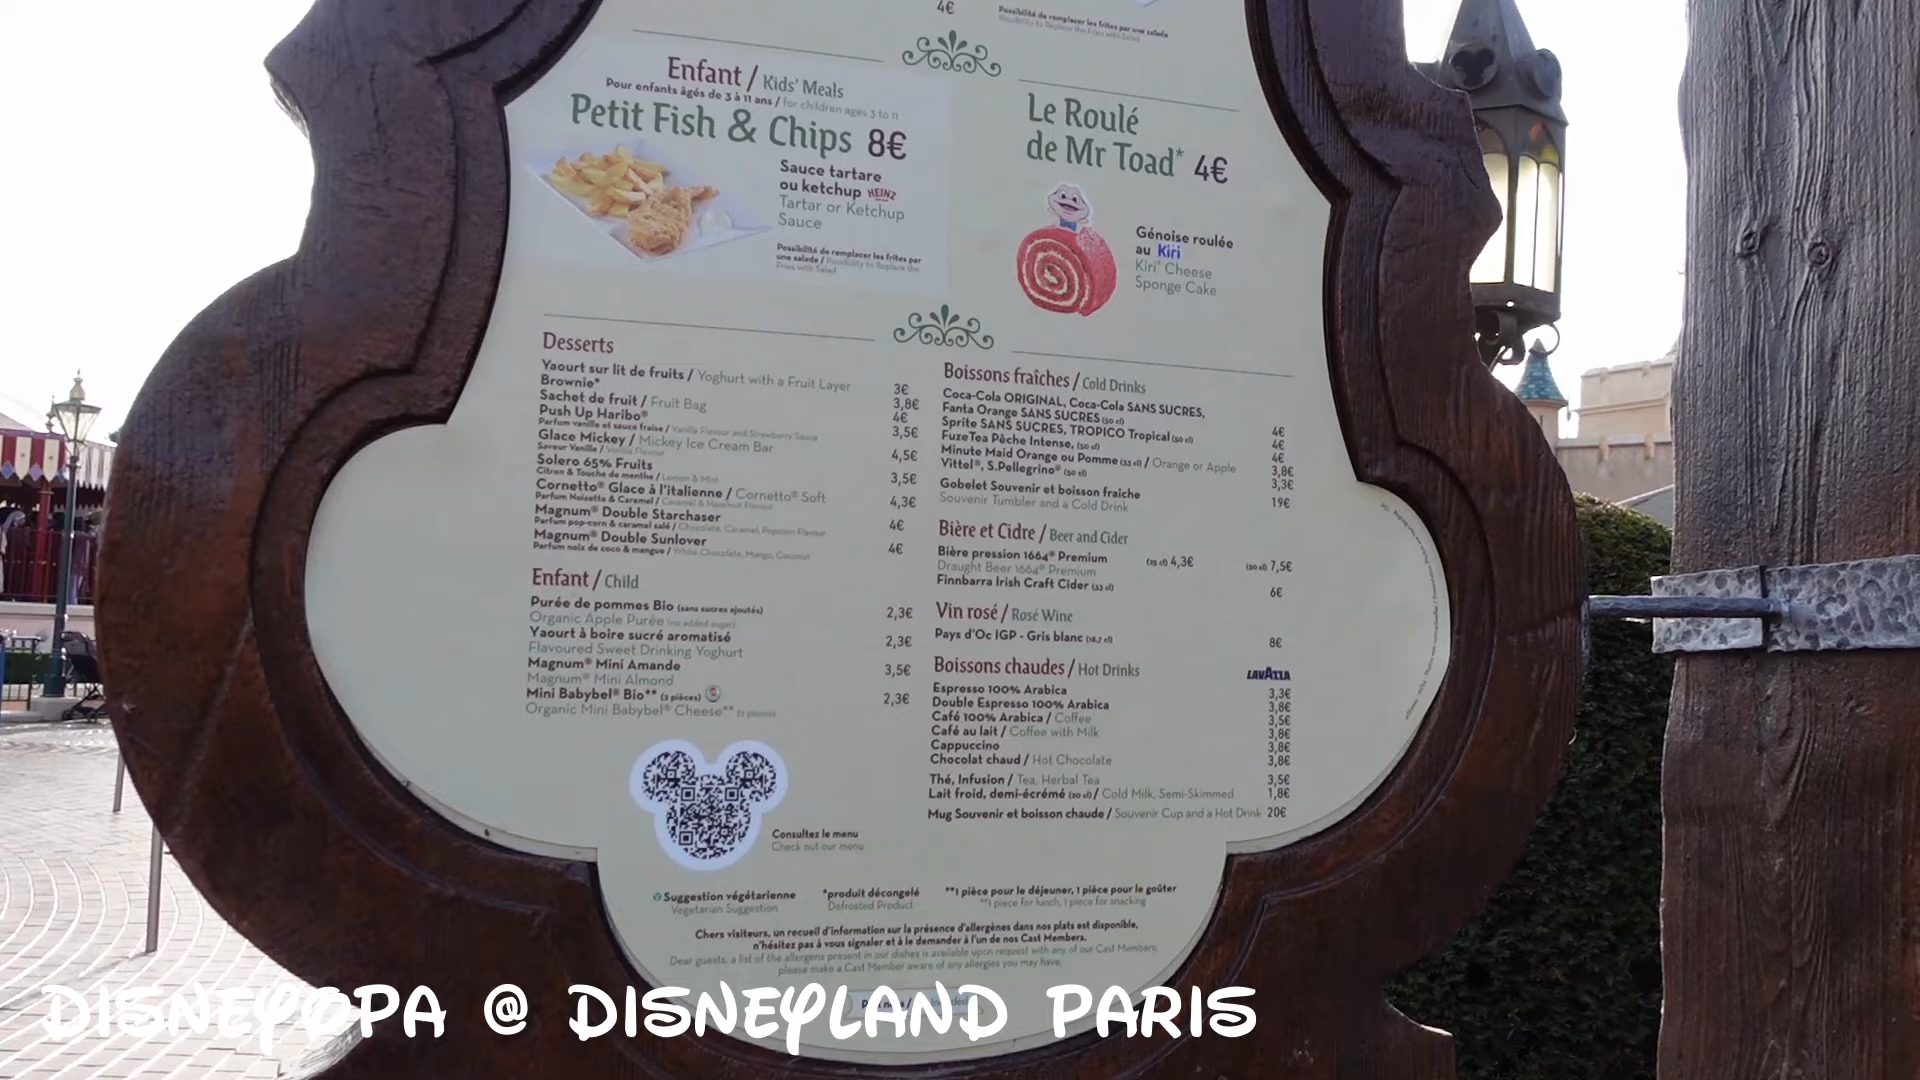 4€
Possibilité de remplacer les frites par une salade
Possibility to Replace the Fries with Salad
Enfant / Kids' Meals
Pour enfants âgés de 3 à 11 ans / for children ages 3 to 11
Petit Fish & Chips 8€
Sauce tartare
ou ketchup HEINZ
Tartar or Ketchup
Sauce
Possibilité de remplacer les frites par
une salade / Possibility to Replace the
Fries with Salad
Le Roulé
de Mr Toad* 4€
Génoise roulée
au Kiri
Kiri® Cheese
Sponge Cake
Desserts
Yaourt sur lit de fruits / Yoghurt with a Fruit Layer 3€
Brownie* 3,8€
Sachet de fruit / Fruit Bag 4€
Push Up Haribo® 3,5€
Parfum vanille et sauce fraise / Vanilla Flavour and Strawberry Sauce
Glace Mickey / Mickey Ice Cream Bar 4,5€
Saveur Vanille / Vanilla Flavour
Solero 65% Fruits 3,5€
Citron & Touche de menthe / Lemon & Mint
Cornetto® Glace à l'italienne / Cornetto® Soft 4,3€
Parfum Noisette & Caramel / Caramel & Hazelnut Flavour
Magnum® Double Starchaser 4€
Parfum pop-corn & caramel salé / Chocolate, Caramel, Popcorn Flavour
Magnum® Double Sunlover 4€
Parfum noix de coco & mangue / White Chocolate, Mango, Coconut
Enfant / Child
Purée de pommes Bio (sans sucres ajoutés) 2,3€
Organic Apple Purée (no added sugar)
Yaourt à boire sucré aromatisé 2,3€
Flavoured Sweet Drinking Yoghurt
Magnum® Mini Amande 3,5€
Magnum® Mini Almond
Mini Babybel® Bio** (2 pièces) 2,3€
Organic Mini Babybel® Cheese** (2 pieces)
Boissons fraîches / Cold Drinks
Coca-Cola ORIGINAL, Coca-Cola SANS SUCRES,
Fanta Orange SANS SUCRES (50 cl) 4€
Sprite SANS SUCRES, TROPICO Tropical (50 cl) 4€
FuzeTea Pêche Intense, (50 cl) 4€
Minute Maid Orange ou Pomme (33 cl) / Orange or Apple 3,8€
Vittel®, S.Pellegrino® (50 cl) 3,3€
Gobelet Souvenir et boisson fraîche 19€
Souvenir Tumbler and a Cold Drink
Bière et Cidre / Beer and Cider
Bière pression 1664® Premium (25 cl) 4,3€ (50 cl) 7,5€
Draught Beer 1664® Premium
Finnbarra Irish Craft Cider (33 cl) 6€
Vin rosé / Rosé Wine
Pays d'Oc IGP - Gris blanc (18,7 cl) 8€
Boissons chaudes / Hot Drinks LAVAZZA
Espresso 100% Arabica 3,3€
Double Espresso 100% Arabica 3,8€
Café 100% Arabica / Coffee 3,5€
Café au lait / Coffee with Milk 3,8€
Cappuccino 3,8€
Chocolat chaud / Hot Chocolate 3,8€
Thé, Infusion / Tea, Herbal Tea 3,5€
Lait froid, demi-écrémé (20 cl) / Cold Milk, Semi-Skimmed 1,8€
Mug Souvenir et boisson chaude / Souvenir Cup and a Hot Drink 20€
Consultez le menu
Check out our menu
Suggestion végétarienne
Vegetarian Suggestion
*produit décongelé
Defrosted Product
**1 pièce pour le déjeuner, 1 pièce pour le goûter
**1 piece for lunch, 1 piece for snacking
Chers visiteurs, un recueil d'information sur la présence d'allergènes dans nos plats est disponible,
n'hésitez pas à vous signaler et à le demander à l'un de nos Cast Members.
Dear guests, a list of the allergens present in our dishes is available upon request with any of our Cast Members,
please make a Cast Member aware of any allergies you may have.
DISNEYOPA @ DISNEYLAND PARIS